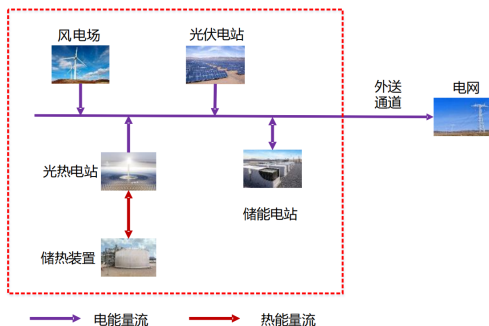 风电场
光伏电站
外送
通道
电网
光热电站
储能电站
储热装置
电能量流
热能量流